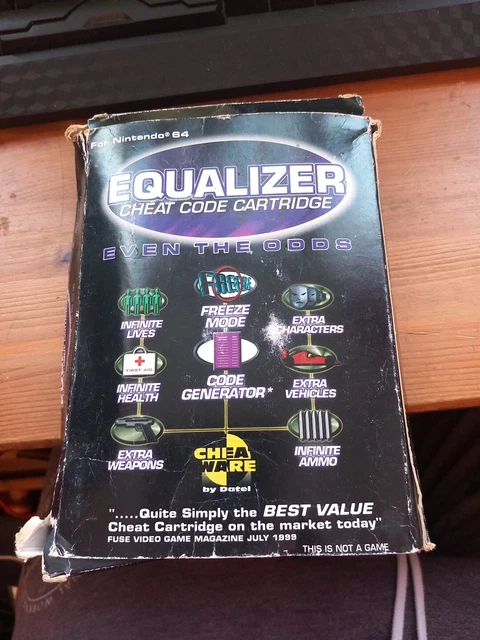 For Nintendo® 64
EQUALIZER
CHEAT CODE CARTRIDGE
EVEN THE ODDS
FREEZE
INFINITE
LIVES
FREEZE
MODE
EXTRA
CHARACTERS
FIRST AID
INFINITE
HEALTH
CODE
GENERATOR*
EXTRA
VEHICLES
EXTRA
WEAPONS
CHEA
WARE
by Datel
INFINITE
AMMO
".....Quite Simply the BEST VALUE
Cheat Cartridge on the market today"
FUSE VIDEO GAME MAGAZINE JULY 1999
THIS IS NOT A GAME